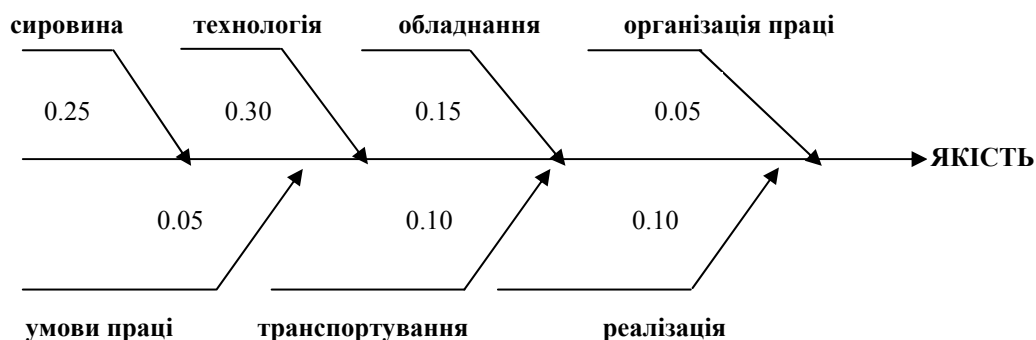 сировина технологія обладнання організація праці
0.25 0.30 0.15 0.05
ЯКІСТЬ
0.05 0.10 0.10
умови праці транспортування реалізація